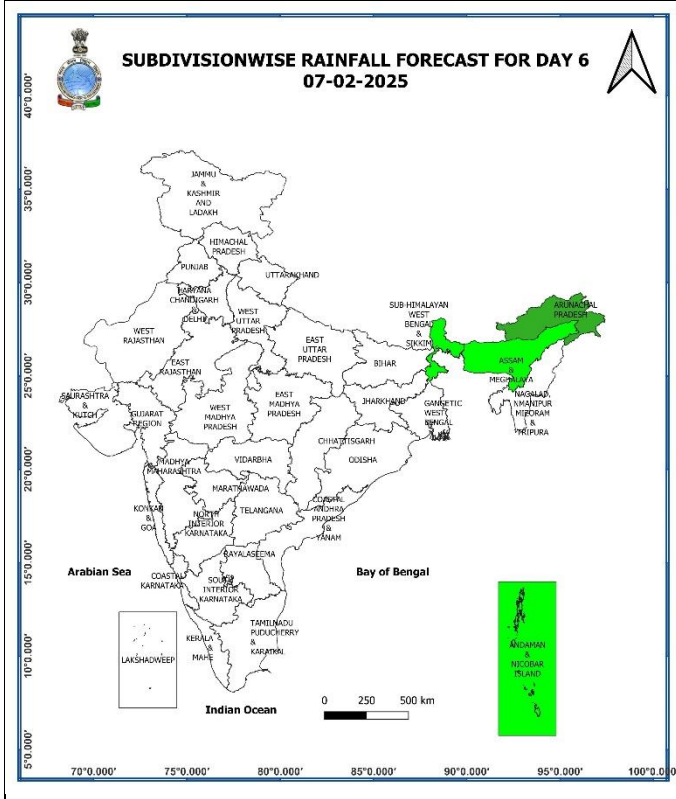 SUBDIVISIONWISE RAINFALL FORECAST FOR DAY 6
07-02-2025
40°0.000'
35°0.000'
30°0.000'
25°0.000'
20°0.000'
15°0.000'
10°0.000'
5°0.000'
JAMMU
&
KASHMIR
AND
LADAKH
HIMACHAL
PRADESH
PUNJAB
UTTARAKHAND
HARYANA
CHANDIGARH
&
DELHI
WEST
UTTAR
PRADESH
WEST
RAJASTHAN
EAST
RAJASTHAN
EAST
UTTAR
PRADESH
SUB-HIMALAYAN
WEST
BENGAL
&
SIKKIM
ARUNACHAL
PRADESH
ASSAM
&
MEGHALAYA
NAGALAD,
MNANIPUR
MIZORAM
&
TRIPURA
BIHAR
JHARKHAND
GANGETIC
WEST
BENGAL
SAURASHTRA
&
KUTCH
GUJARAT
REGION
WEST
MADHYA
PRADESH
EAST
MADHYA
PRADESH
CHHATTISGARH
ODISHA
MADHYA
MAHARASHTRA
VIDARBHA
MARATHAWADA
KONKAN
&
GOA
NORTH
INTERIOR
KARNATAKA
TELANGANA
COASTAL
ANDHRA
PRADESH
&
YANAM
RAYALASEEMA
Arabian Sea
Bay of Bengal
COASTAL
KARNATAKA
SOUTH
INTERIOR
KARNATAKA
TAMILNADU
PUDUCHERRY
&
KARAIKAL
KERALA
&
MAHE
LAKSHADWEEP
ANDAMAN
&
NICOBAR
ISLAND
Indian Ocean
0 250 500 km
70°0.000' 75°0.000' 80°0.000' 85°0.000' 90°0.000' 95°0.000' 100°0.000'